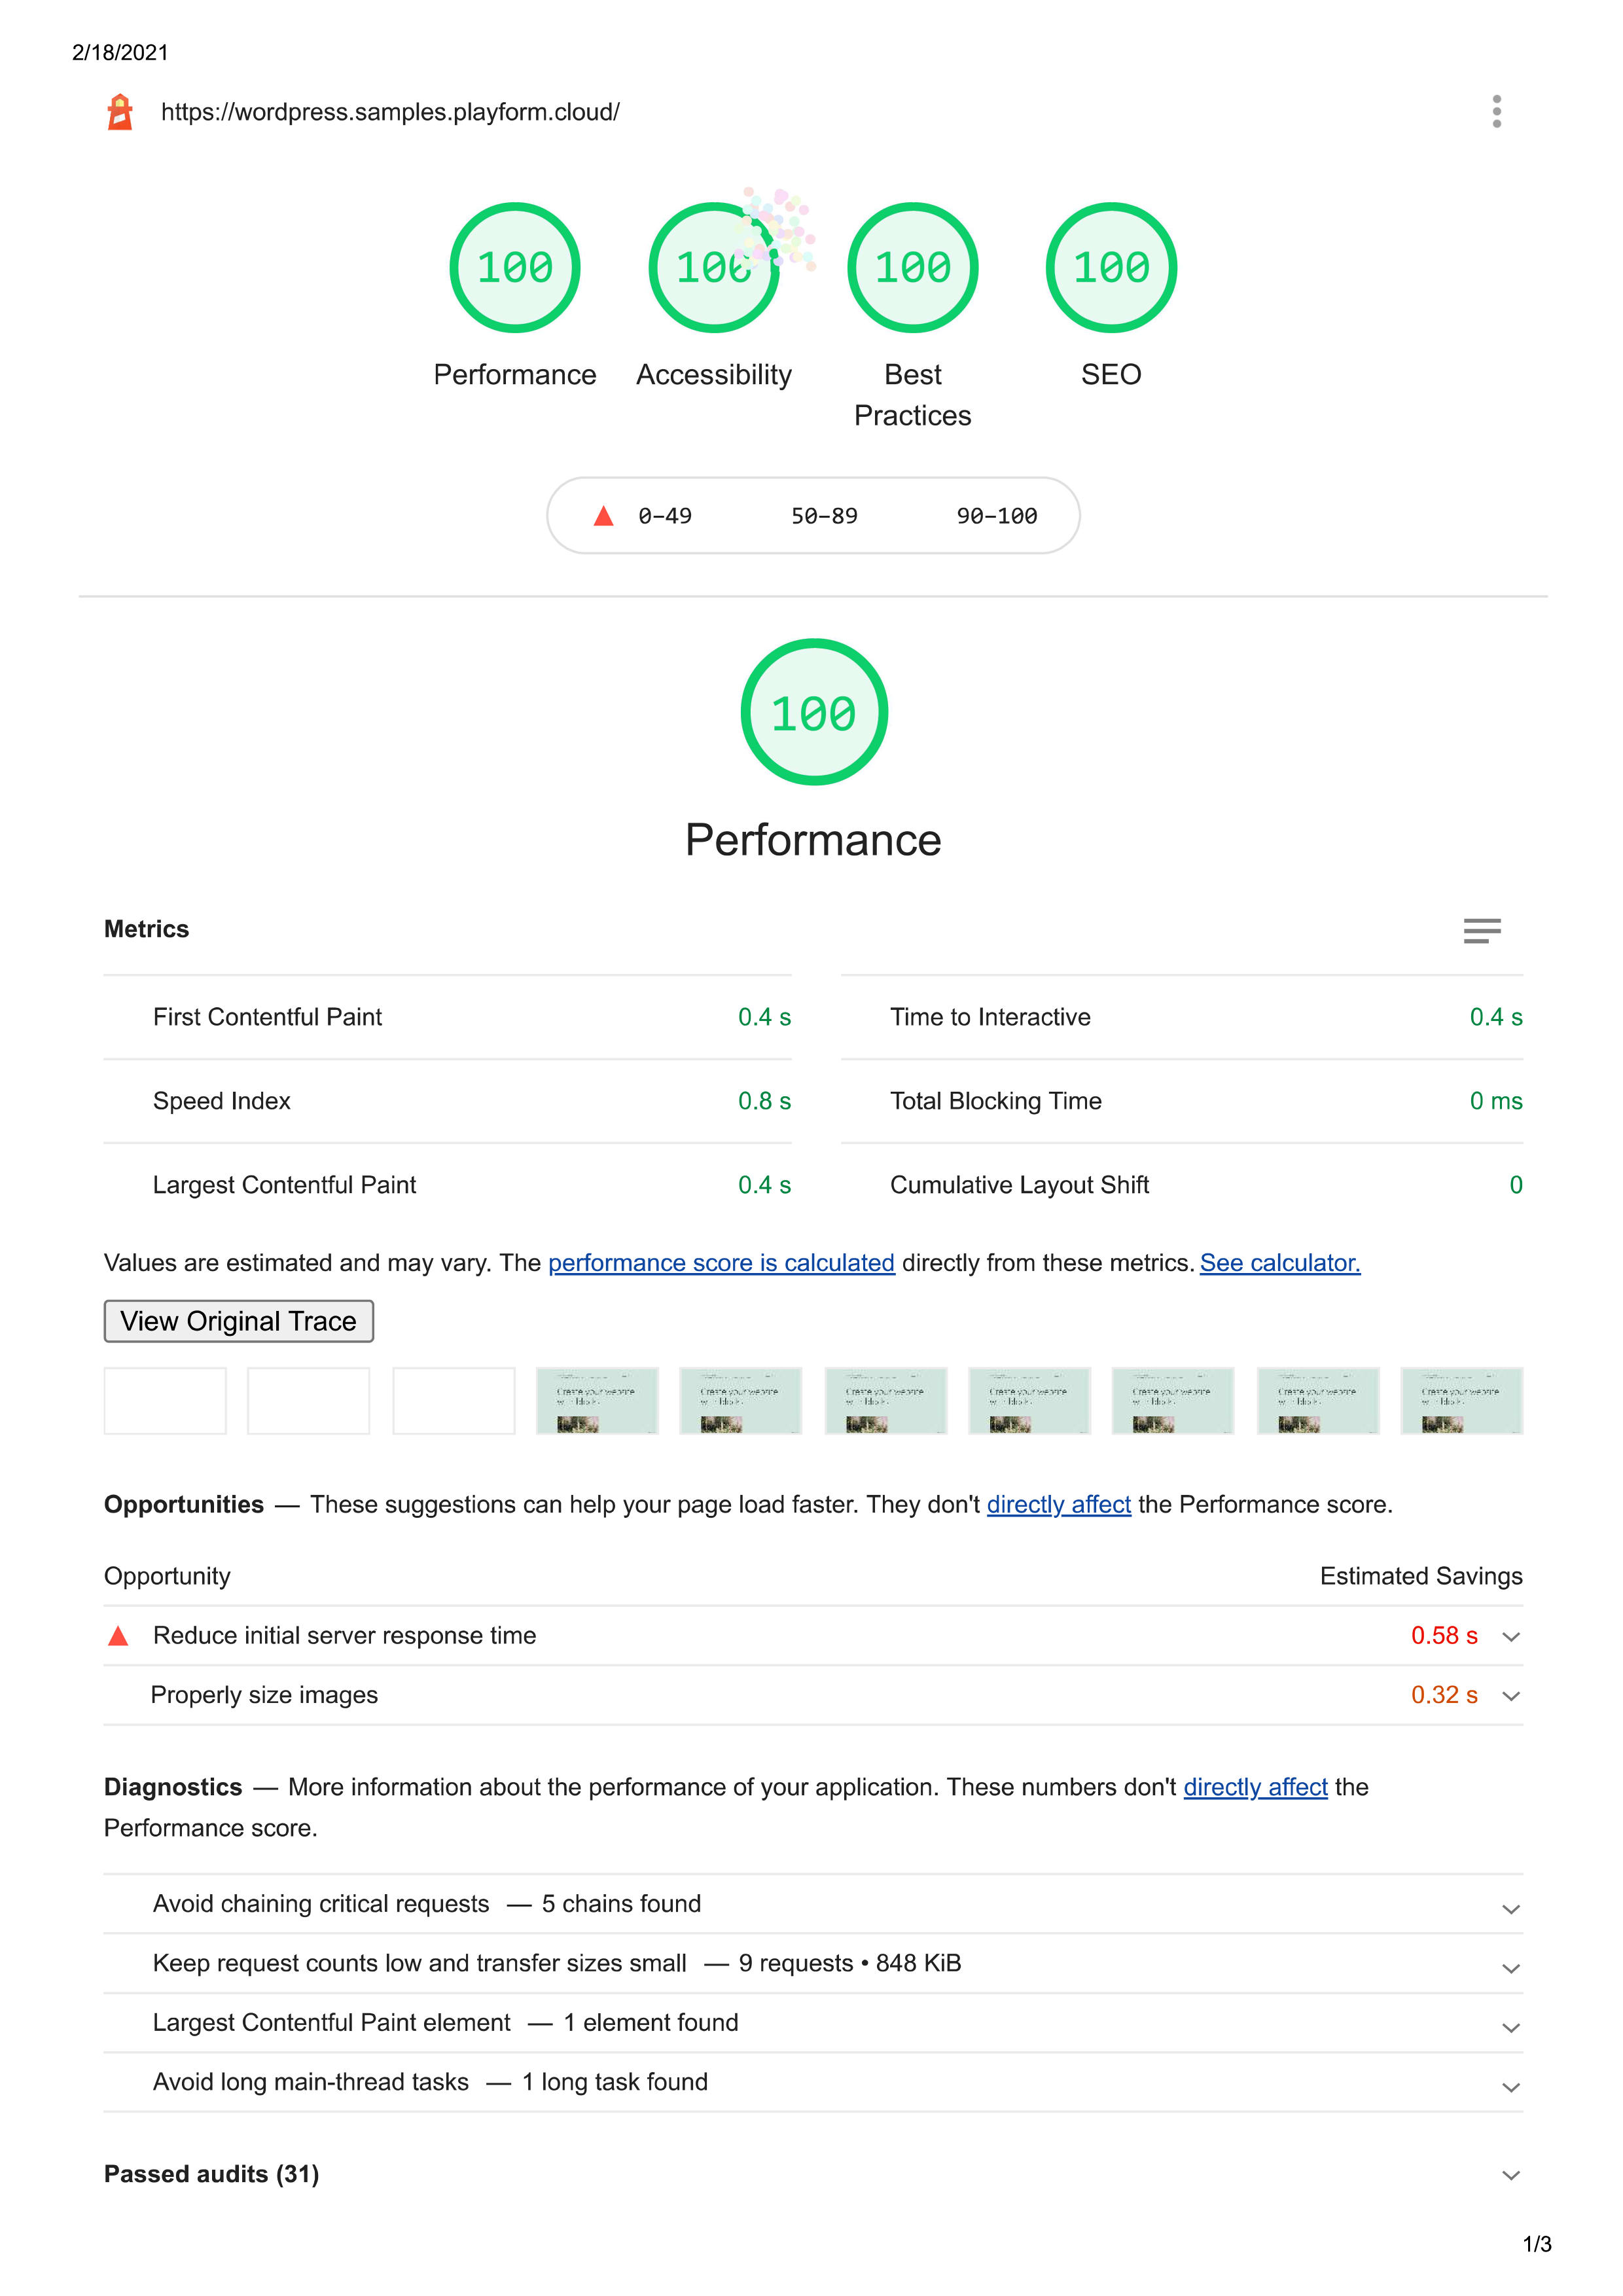 2/18/2021
https://wordpress.samples.playform.cloud/
100 100 100 100
Performance Accessibility Best Practices SEO
0–49 50–89 90–100
100
Performance
Metrics
First Contentful Paint 0.4 s
Time to Interactive 0.4 s
Speed Index 0.8 s
Total Blocking Time 0 ms
Largest Contentful Paint 0.4 s
Cumulative Layout Shift 0
Values are estimated and may vary. The performance score is calculated directly from these metrics. See calculator.
View Original Trace
Opportunities — These suggestions can help your page load faster. They don't directly affect the Performance score.
Opportunity Estimated Savings
Reduce initial server response time 0.58 s
Properly size images 0.32 s
Diagnostics — More information about the performance of your application. These numbers don't directly affect the
Performance score.
Avoid chaining critical requests — 5 chains found
Keep request counts low and transfer sizes small — 9 requests • 848 KiB
Largest Contentful Paint element — 1 element found
Avoid long main-thread tasks — 1 long task found
Passed audits (31)
1/3